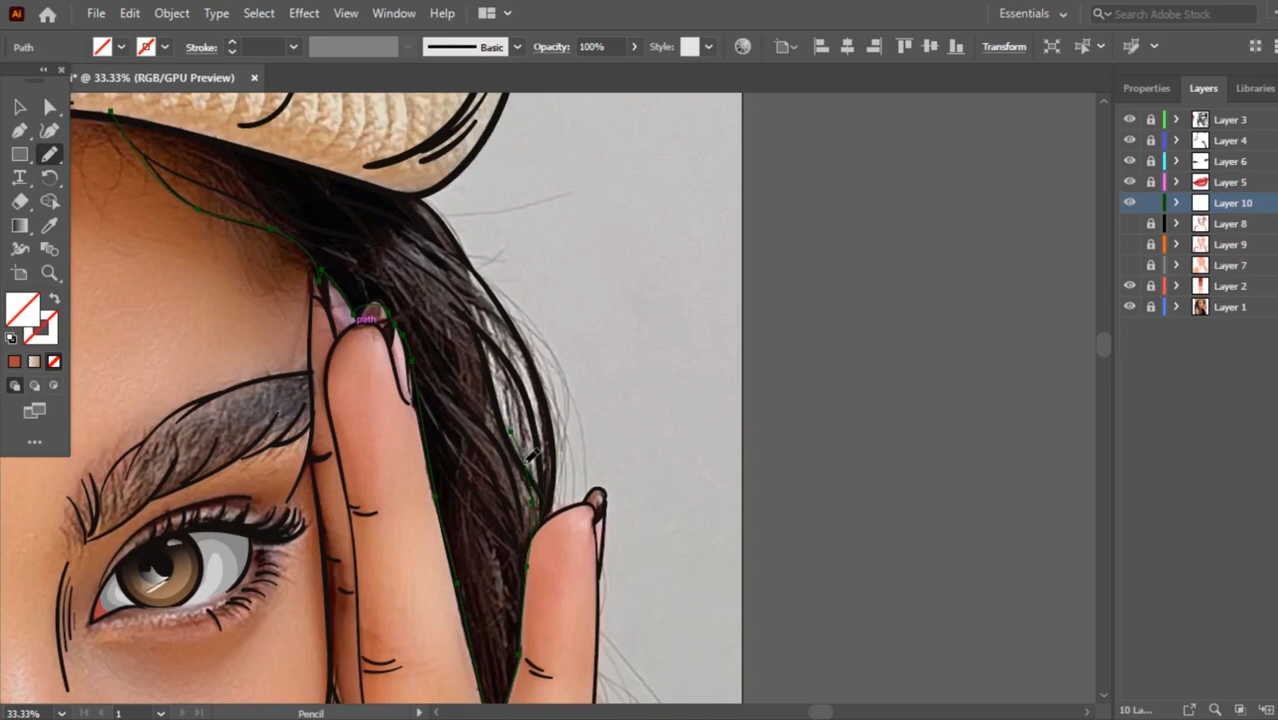 Ai File Edit Object Type Select Effect View Window Help Essentials Search Adobe Stock
Path Stroke: Basic Opacity: 100% Style: Transform
i* @ 33.33% (RGB/GPU Preview) ×
Properties Layers Libraries
Layer 3
Layer 4
Layer 6
Layer 5
Layer 10
Layer 8
Layer 9
Layer 7
Layer 2
Layer 1
path
33.33% 1 Pencil 10 La...